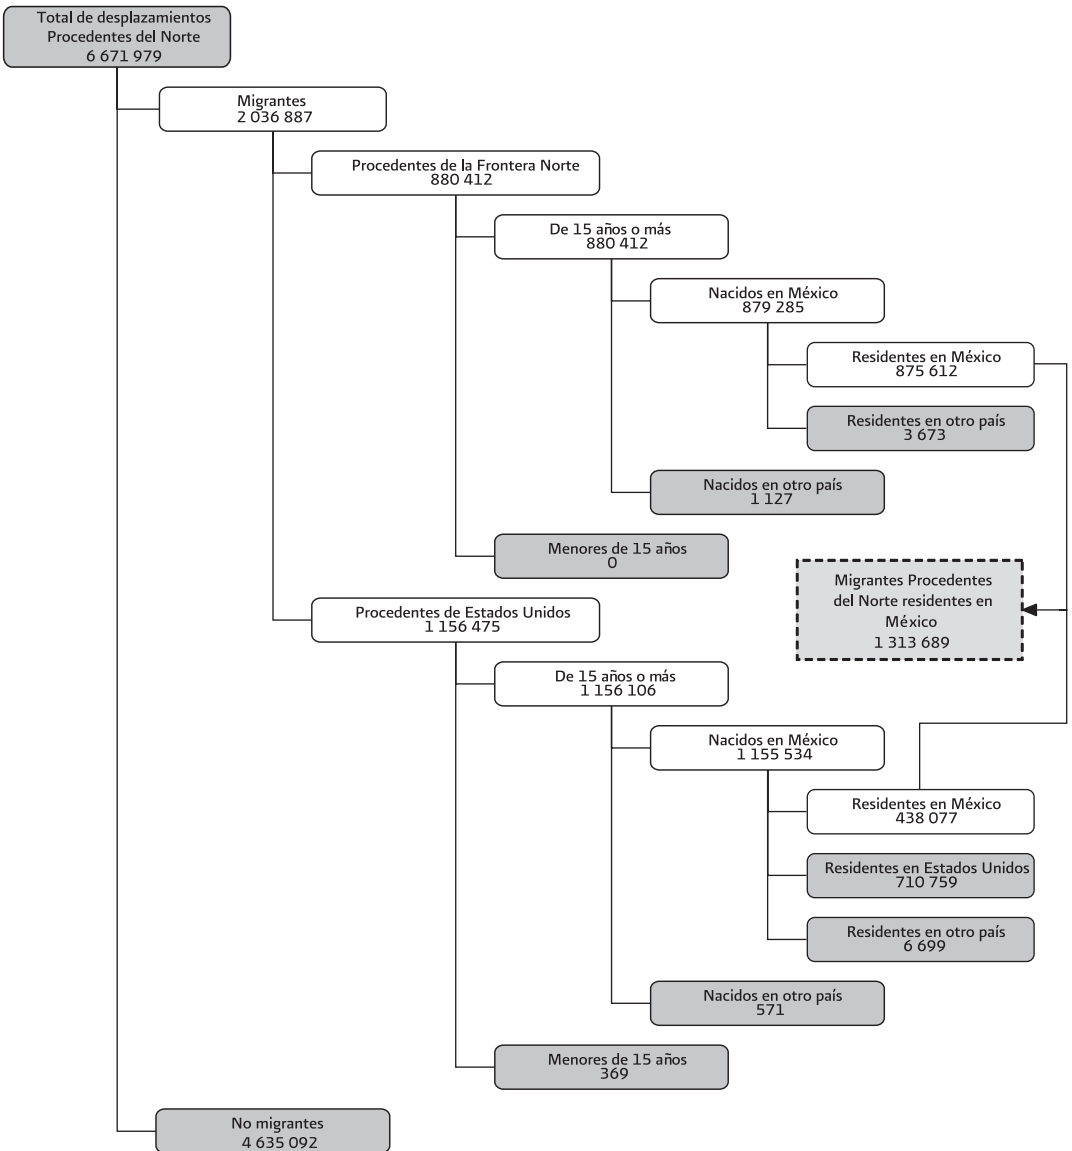 Total de desplazamientos
Procedentes del Norte
6 671 979
Migrantes
2 036 887
Procedentes de la Frontera Norte
880 412
De 15 años o más
880 412
Nacidos en México
879 285
Residentes en México
875 612
Residentes en otro país
3 673
Nacidos en otro país
1 127
Menores de 15 años
0
Migrantes Procedentes
del Norte residentes en
México
1 313 689
Procedentes de Estados Unidos
1 156 475
De 15 años o más
1 156 106
Nacidos en México
1 155 534
Residentes en México
438 077
Residentes en Estados Unidos
710 759
Residentes en otro país
6 699
Nacidos en otro país
571
Menores de 15 años
369
No migrantes
4 635 092